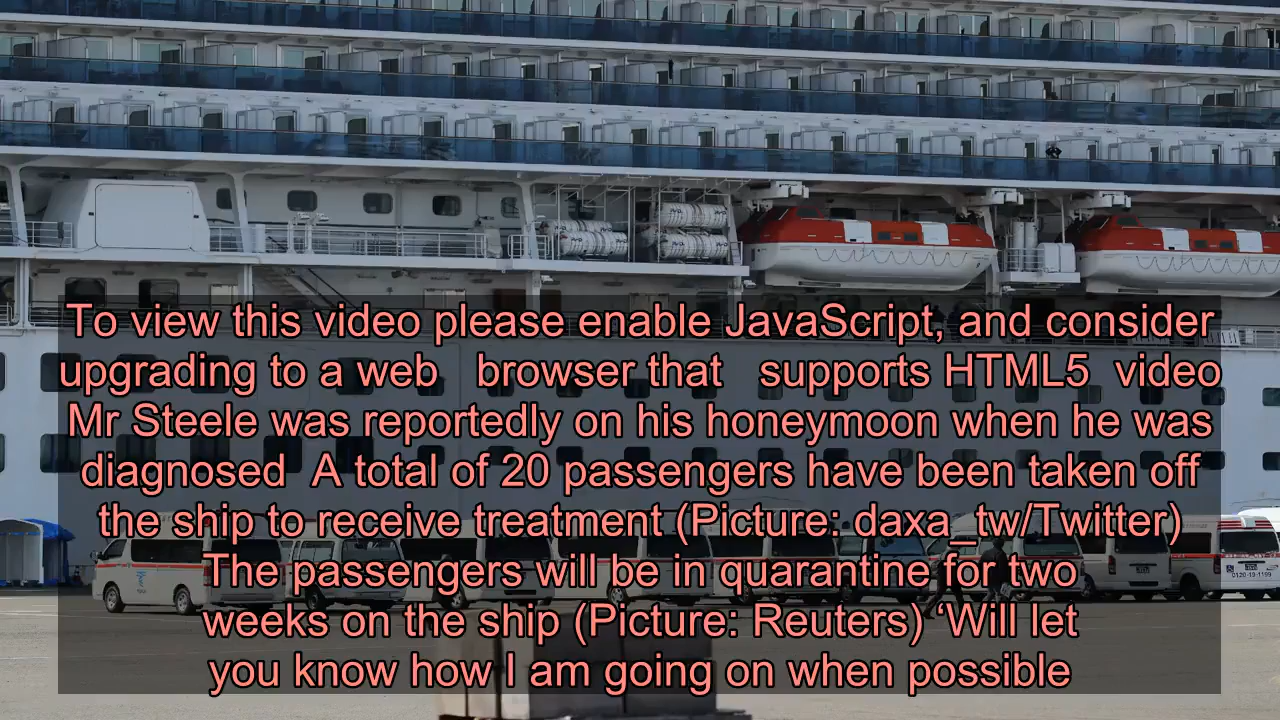 To view this video please enable JavaScript, and consider
upgrading to a web browser that supports HTML5 video
Mr Steele was reportedly on his honeymoon when he was
diagnosed A total of 20 passengers have been taken off
the ship to receive treatment (Picture: daxa_tw/Twitter)
The passengers will be in quarantine for two
weeks on the ship (Picture: Reuters) ‘Will let
you know how I am going on when possible
0120-19-1199